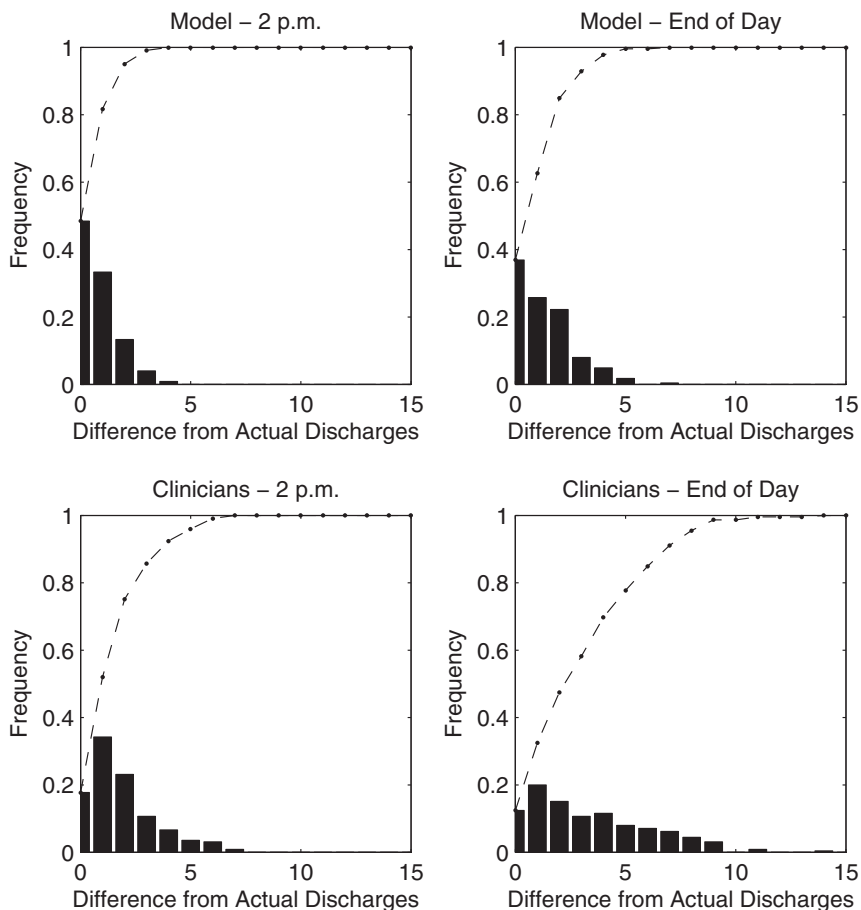 Model – 2 p.m.
1
0.8
0.6
0.4
0.2
0
Frequency
0 5 10 15
Difference from Actual Discharges
Model – End of Day
1
0.8
0.6
0.4
0.2
0
Frequency
0 5 10 15
Difference from Actual Discharges
Clinicians – 2 p.m.
1
0.8
0.6
0.4
0.2
0
Frequency
0 5 10 15
Difference from Actual Discharges
Clinicians – End of Day
1
0.8
0.6
0.4
0.2
0
Frequency
0 5 10 15
Difference from Actual Discharges